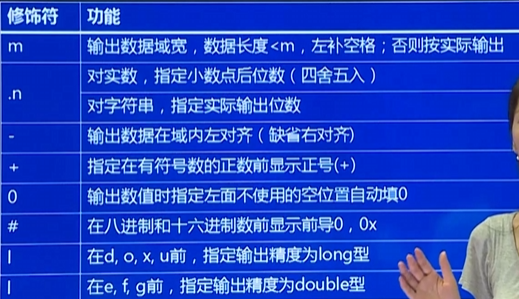 修饰符 功能
m 输出数据域宽，数据长度<m，左补空格；否则按实际输出
.n 对实数，指定小数点后位数（四舍五入）
对字符串，指定实际输出位数
- 输出数据在域内左对齐（缺省右对齐)
+ 指定在有符号数的正数前显示正号(+)
0 输出数值时指定左面不使用的空位置自动填0
# 在八进制和十六进制数前显示前导0，0x
l 在d, o, x, u前，指定输出精度为long型
l 在e, f, g前，指定输出精度为double型